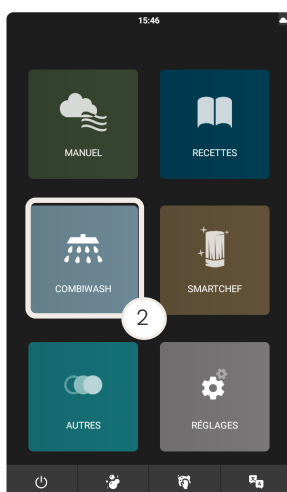 15:46
MANUEL
RECETTES
COMBIWASH
SMARTCHEF
2
AUTRES
RÉGLAGES